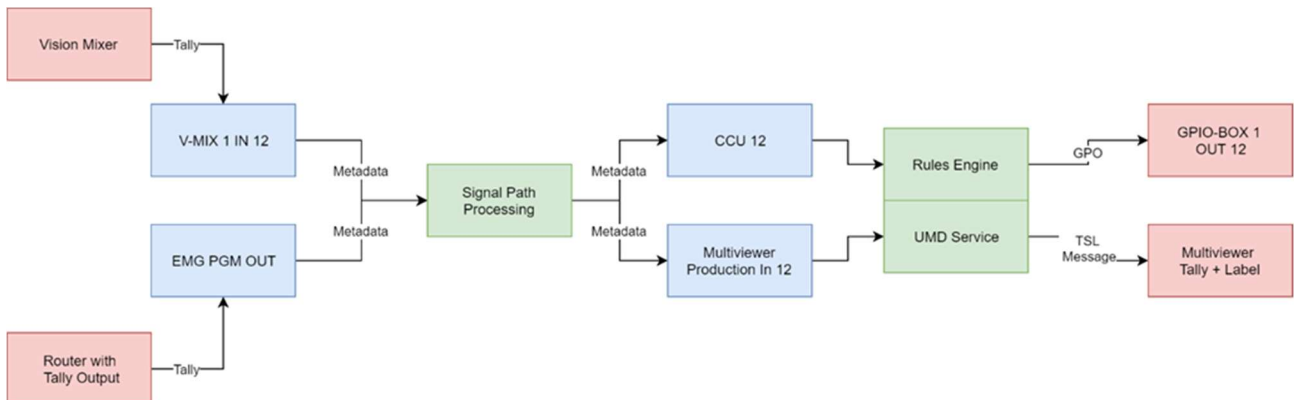 Vision Mixer
Tally
V-MIX 1 IN 12
Metadata
Signal Path
Processing
Metadata
EMG PGM OUT
Router with
Tally Output
Tally
Metadata
CCU 12
Metadata
Multiviewer
Production In 12
Rules Engine
UMD Service
GPO
GPIO-BOX 1
OUT 12
TSL
Message
Multiviewer
Tally + Label